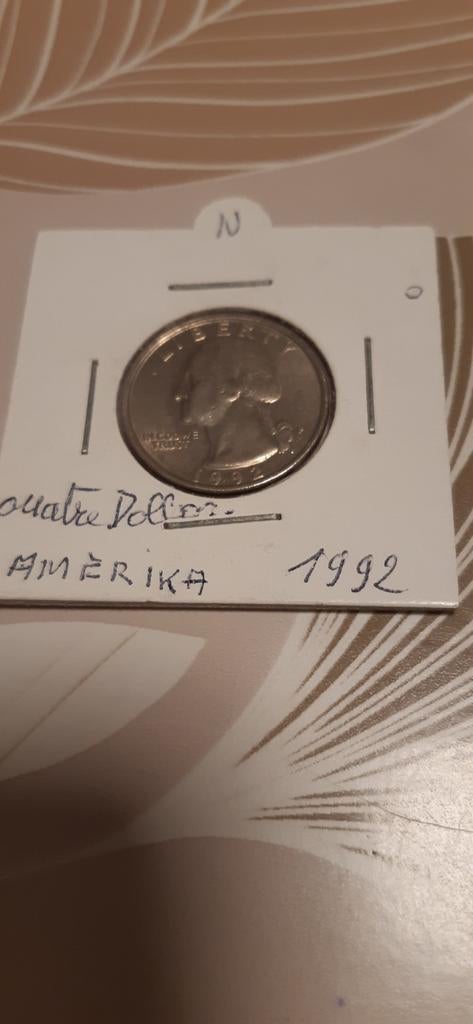 N
LIBERTY
IN GOD WE
TRUST
1992
ouatre Dollar
AMERIKA 1992